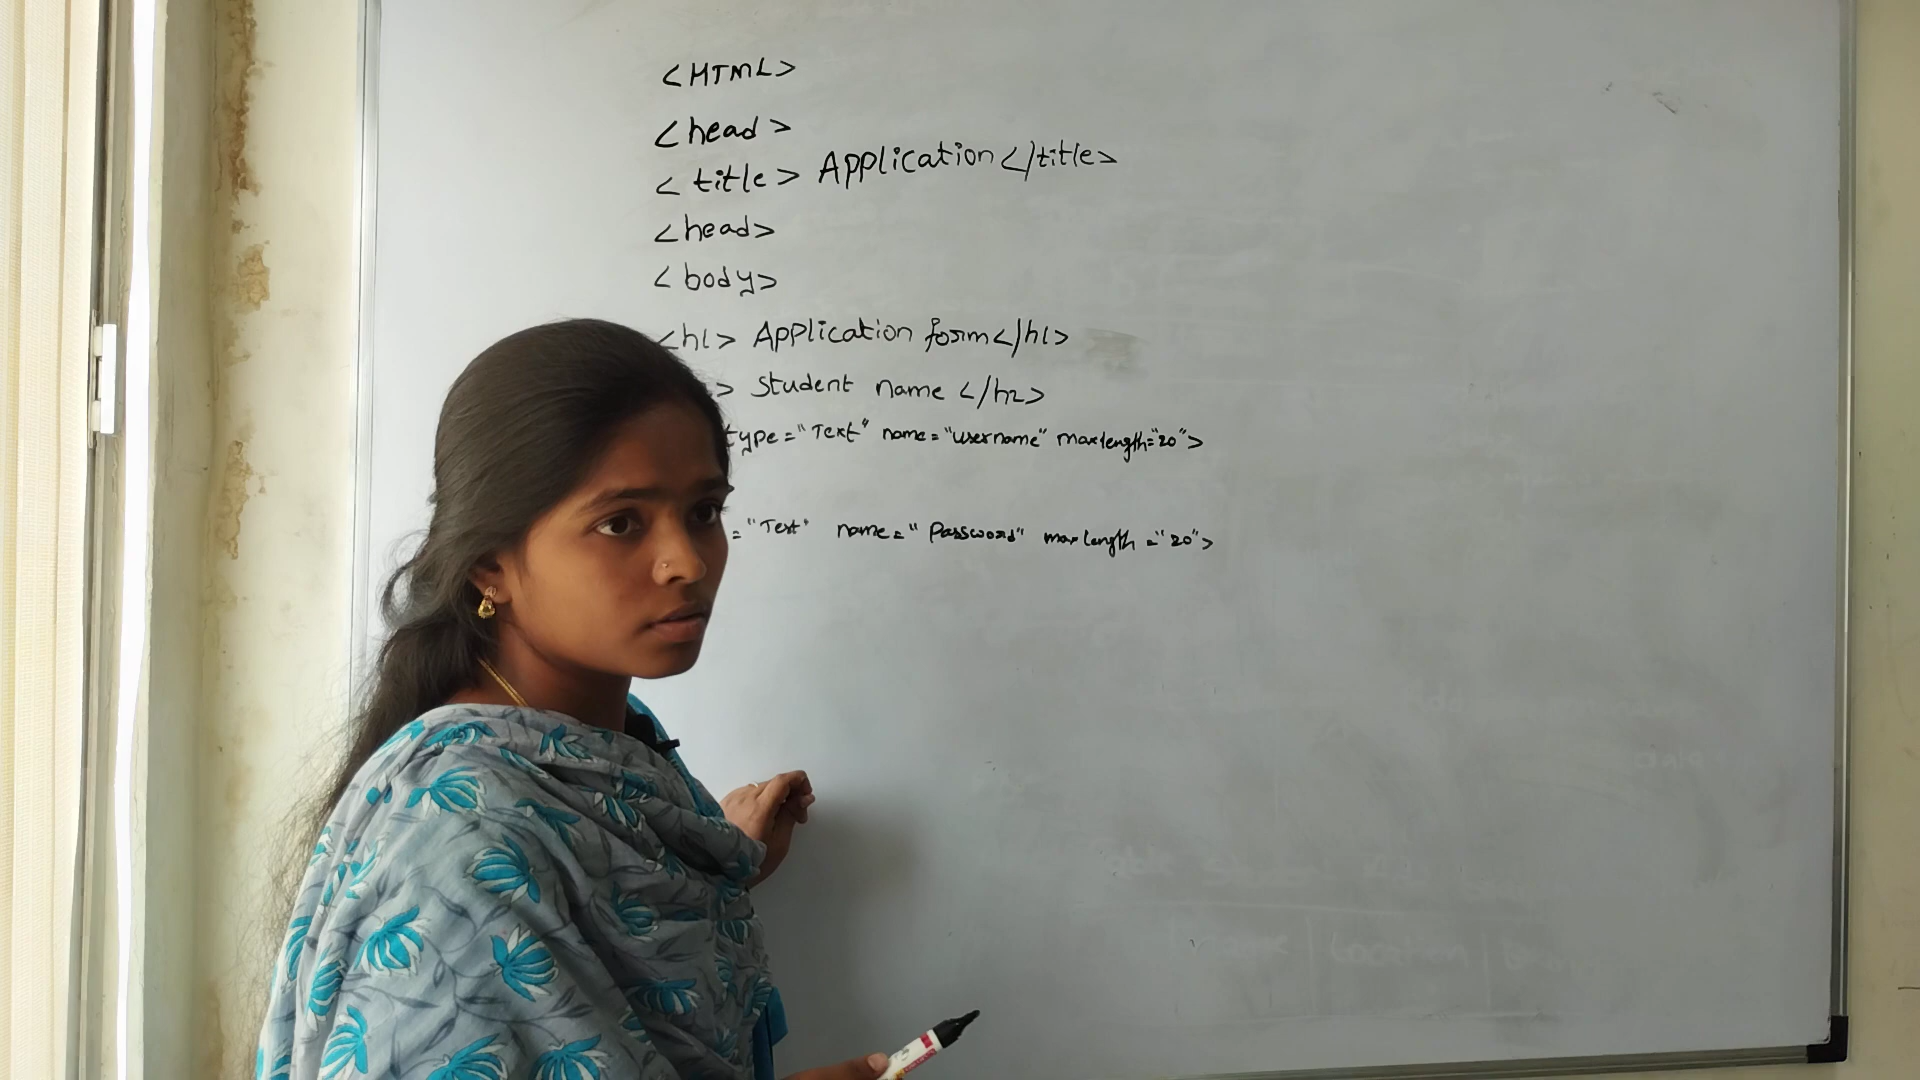 <HTML>
<head>
<title> Application</title>
<head>
<body>
<h1> Application form</h1>
> Student name </h2>
type="Text" name="username" maxlength="20">
="Text" name="Password" maxlength="20">
Location